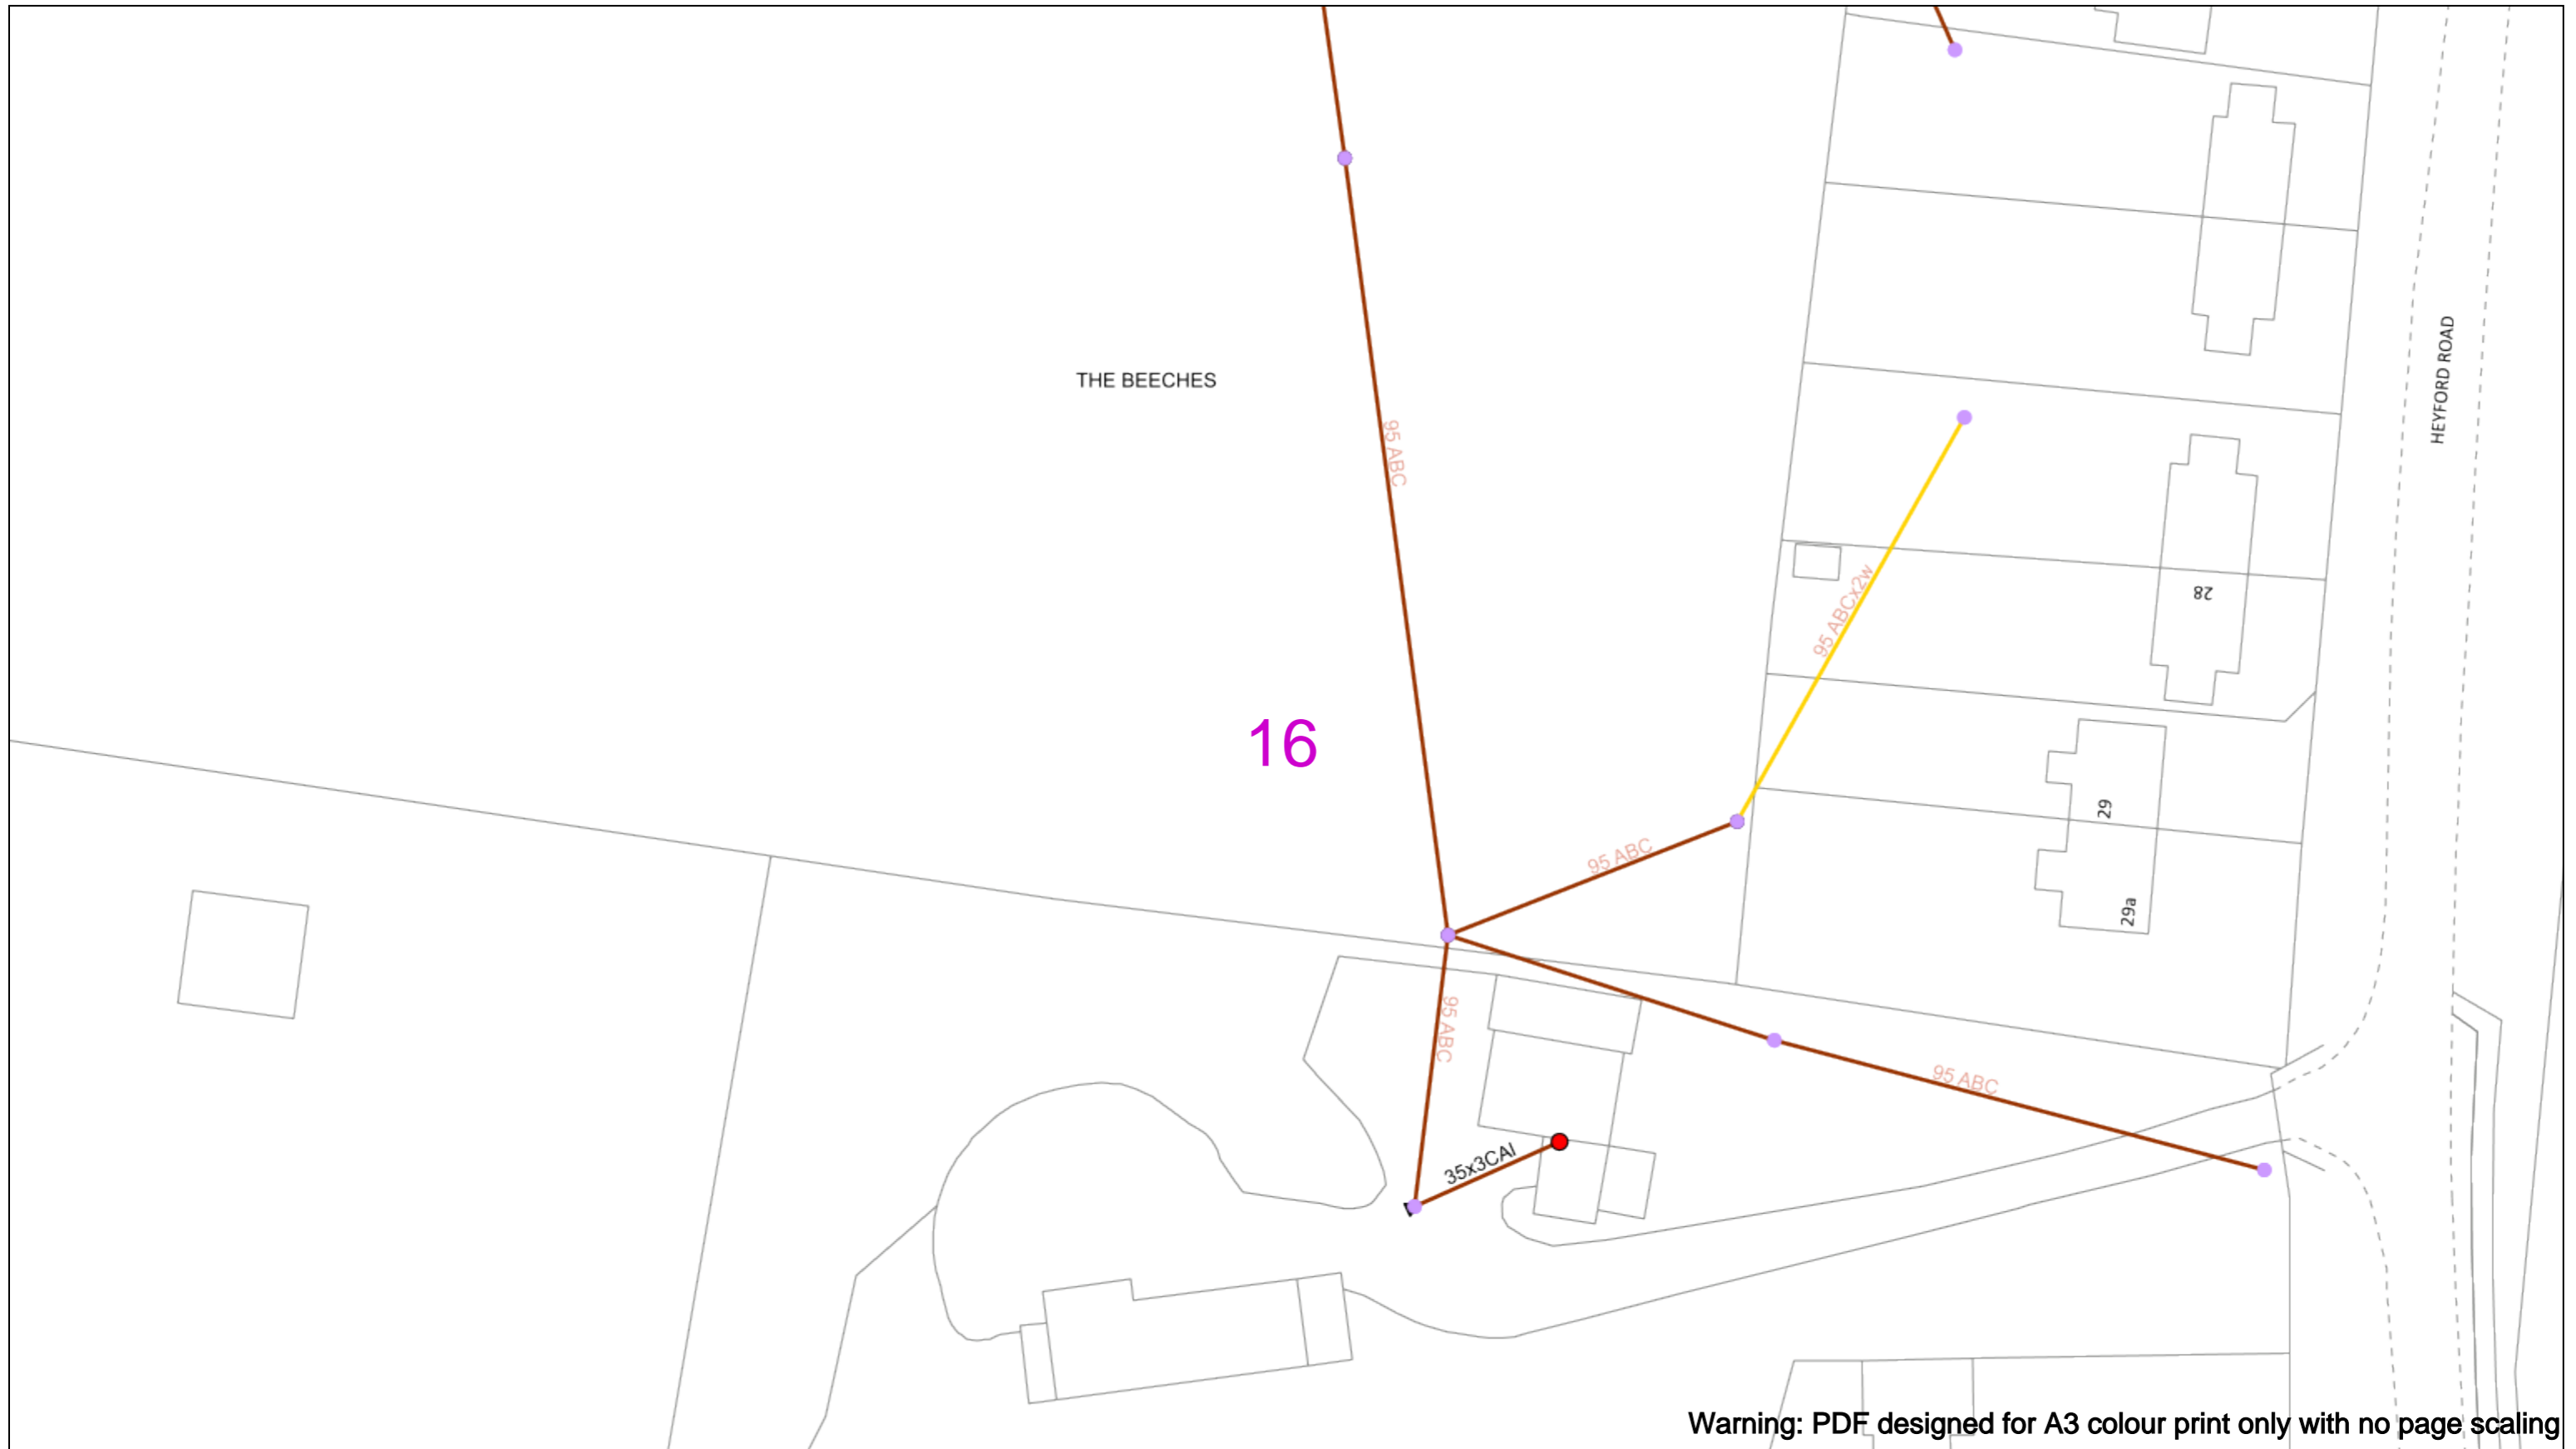 THE BEECHES
95 ABC
HEYFORD ROAD
95 ABCx2w
28
16
29
95 ABC
29a
95 ABC
95 ABC
35x3CAl
Warning: PDF designed for A3 colour print only with no page scaling